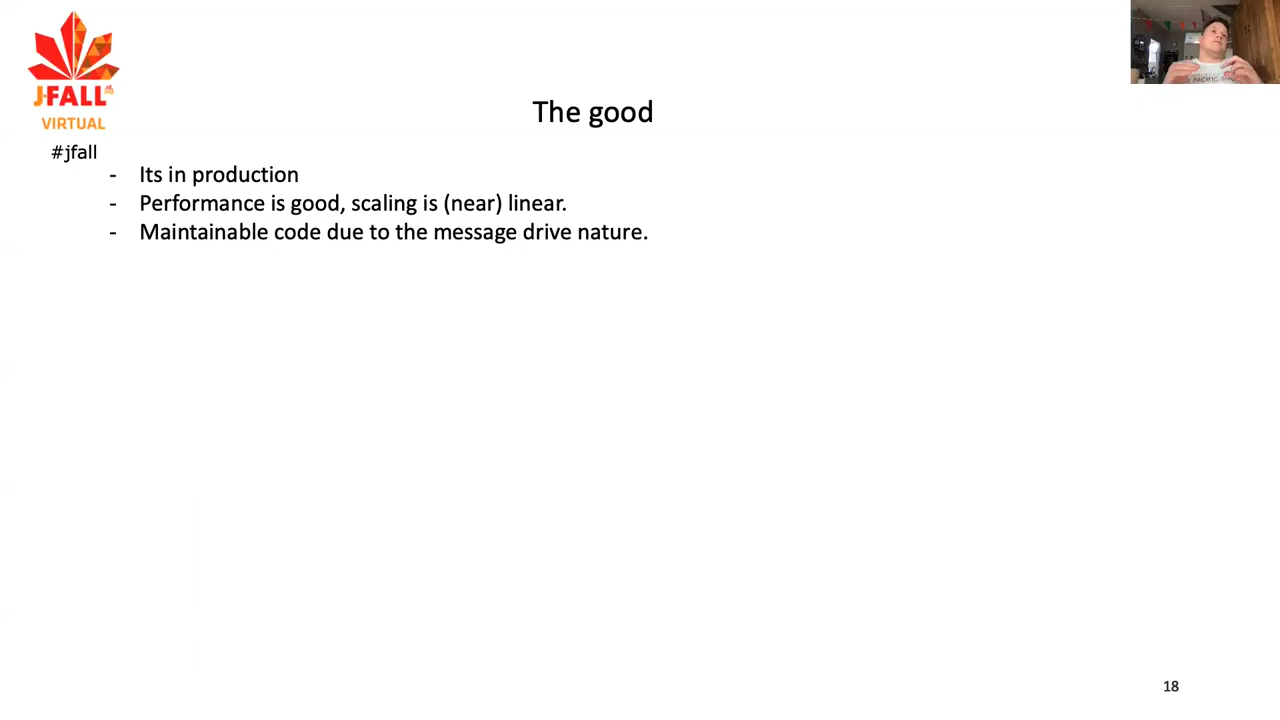 J-FALL
VIRTUAL
#jfall
The good
- Its in production
- Performance is good, scaling is (near) linear.
- Maintainable code due to the message drive nature.
18